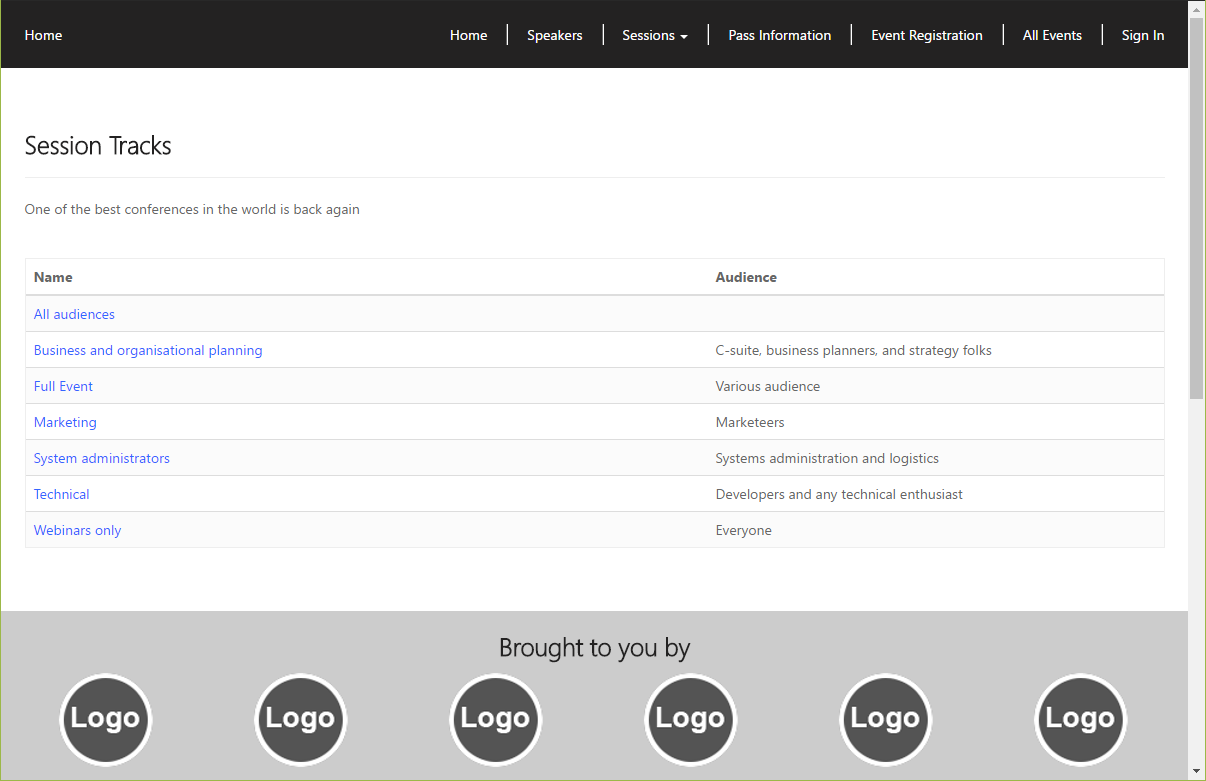 Home Home Speakers Sessions Pass Information Event Registration All Events Sign In
Session Tracks
One of the best conferences in the world is back again
Name Audience
All audiences
Business and organisational planning C-suite, business planners, and strategy folks
Full Event Various audience
Marketing Marketeers
System administrators Systems administration and logistics
Technical Developers and any technical enthusiast
Webinars only Everyone
Brought to you by
Logo Logo Logo Logo Logo Logo